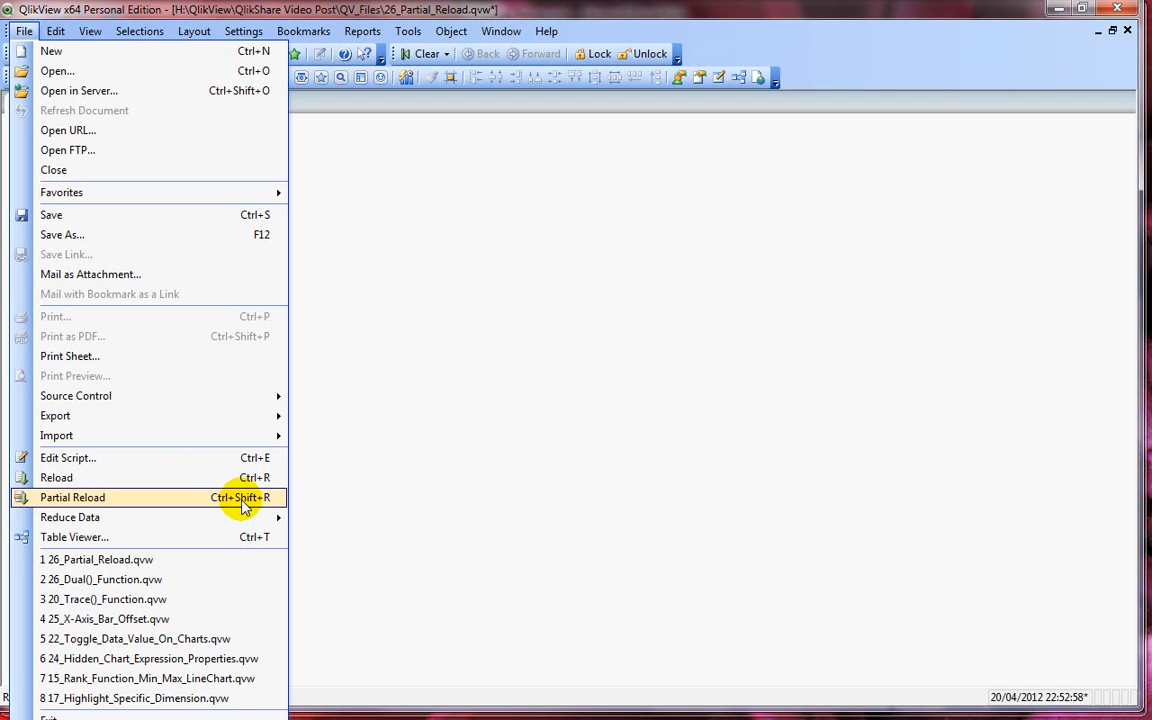 QlikView x64 Personal Edition - [H:\QlikView\QlikShare Video Post\QV_Files\26_Partial_Reload.qvw*]
File Edit View Selections Layout Settings Bookmarks Reports Tools Object Window Help
Clear Back Forward Lock Unlock
New Ctrl+N
Open... Ctrl+O
Open in Server... Ctrl+Shift+O
Refresh Document
Open URL...
Open FTP...
Close
Favorites
Save Ctrl+S
Save As... F12
Save Link...
Mail as Attachment...
Mail with Bookmark as a Link
Print... Ctrl+P
Print as PDF... Ctrl+Shift+P
Print Sheet...
Print Preview...
Source Control
Export
Import
Edit Script... Ctrl+E
Reload Ctrl+R
Partial Reload Ctrl+Shift+R
Reduce Data
Table Viewer... Ctrl+T
1 26_Partial_Reload.qvw
2 26_Dual()_Function.qvw
3 20_Trace()_Function.qvw
4 25_X-Axis_Bar_Offset.qvw
5 22_Toggle_Data_Value_On_Charts.qvw
6 24_Hidden_Chart_Expression_Properties.qvw
7 15_Rank_Function_Min_Max_LineChart.qvw
8 17_Highlight_Specific_Dimension.qvw
20/04/2012 22:52:58*